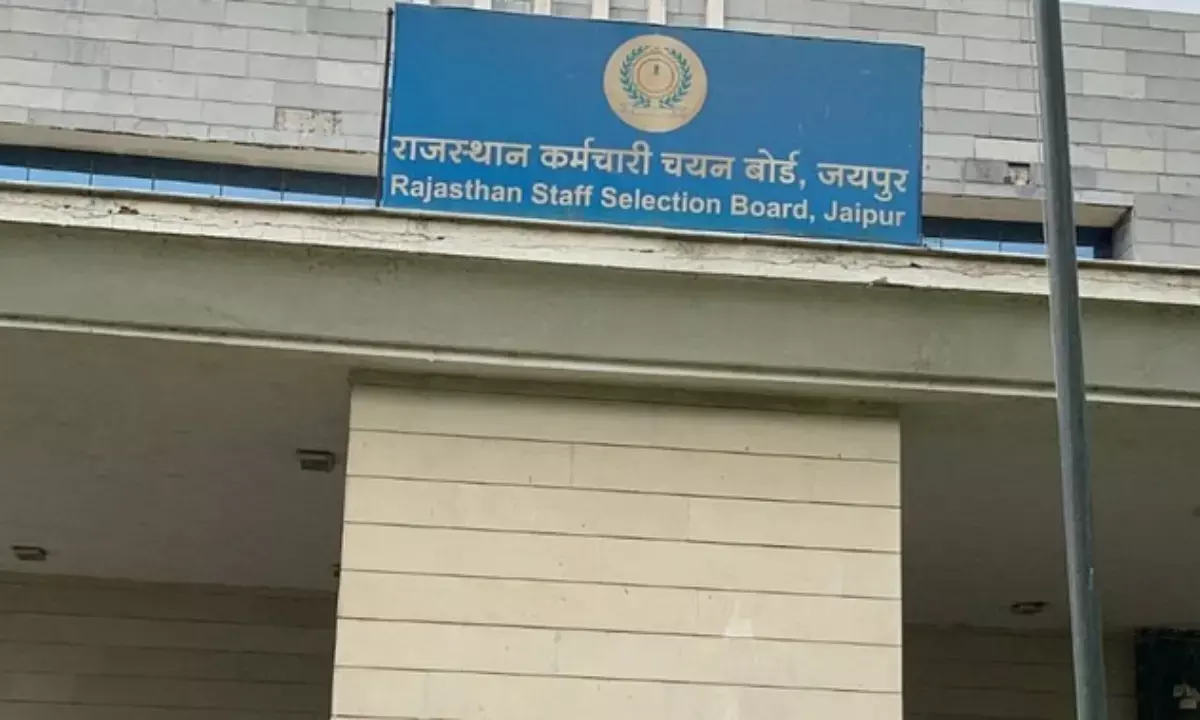 राजस्थान कर्मचारी चयन बोर्ड, जयपुर
Rajasthan Staff Selection Board, Jaipur